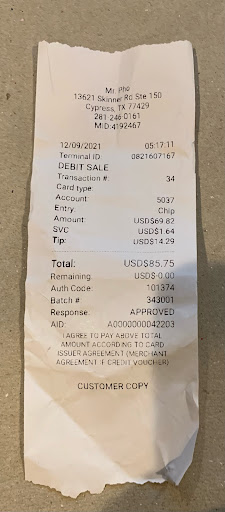 Mr. Pho
13621 Skinner Rd Ste 150
Cypress, TX 77429
281-246-0161
MID:4192467
12/09/2021 05:17:11
Terminal ID: 0821607167
DEBIT SALE
Transaction #: 34
Card type:
Account: 5037
Entry: Chip
Amount: USD$69.82
SVC USD$1.64
Tip: USD$14.29
Total: USD$85.75
Remaining: USD$-0.00
Auth Code: 101374
Batch #: 343001
Response: APPROVED
AID: A0000000042203
I AGREE TO PAY ABOVE TOTAL
AMOUNT ACCORDING TO CARD
ISSUER AGREEMENT (MERCHANT
AGREEMENT IF CREDIT VOUCHER)
CUSTOMER COPY